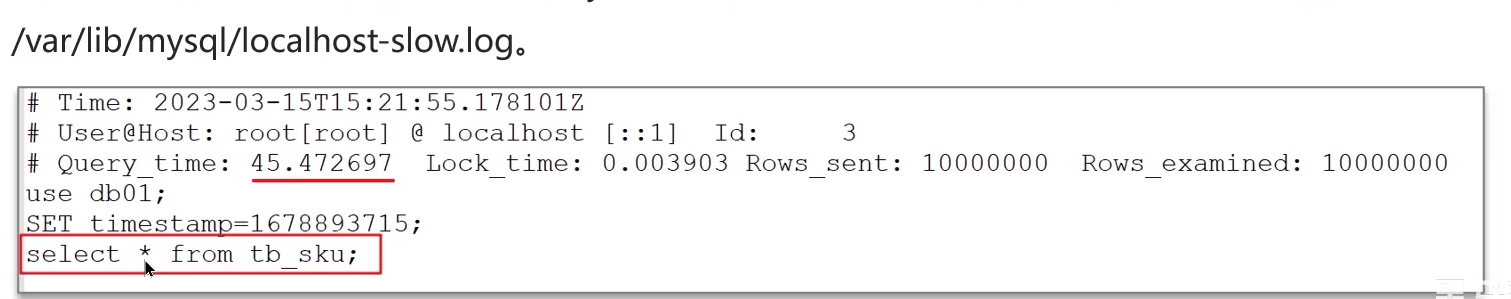 /var/lib/mysql/localhost-slow.log。
# Time: 2023-03-15T15:21:55.178101Z
# User@Host: root[root] @ localhost [::1]  Id:     3
# Query_time: 45.472697  Lock_time: 0.003903 Rows_sent: 10000000  Rows_examined: 10000000
use db01;
SET timestamp=1678893715;
select * from tb_sku;